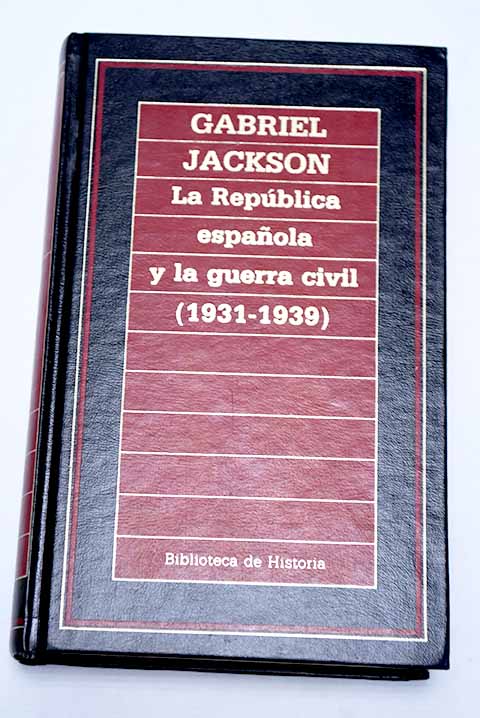 GABRIEL
JACKSON
La República
española
y la guerra civil
(1931-1939)
Biblioteca de Historia